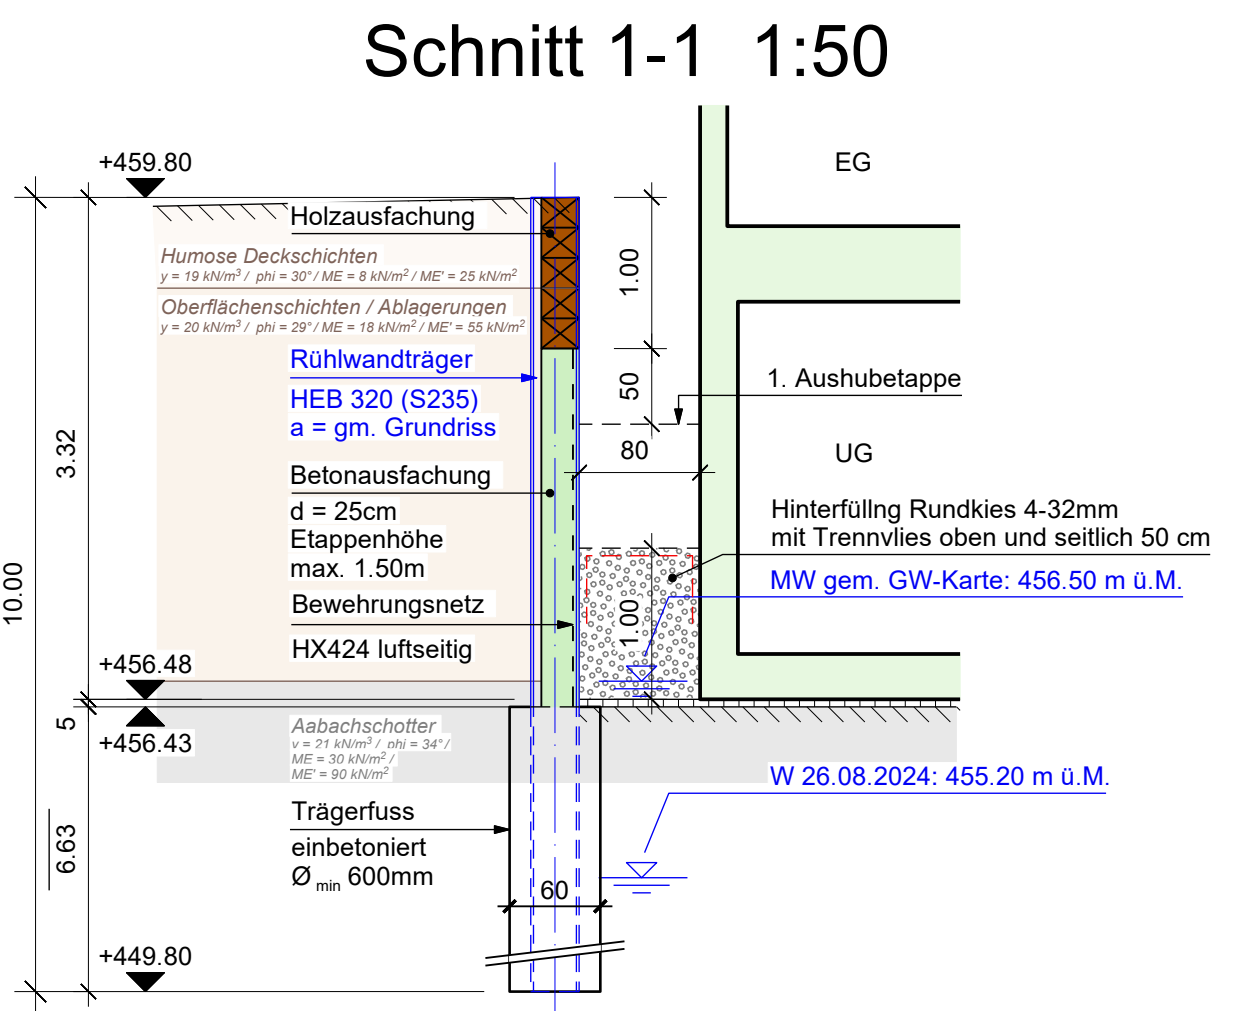 Schnitt 1-1 1:50
EG
+459.80
Holzausfachung
Humose Deckschichten
y = 19 kN/m³ / phi = 30° / ME = 8 kN/m² / ME' = 25 kN/m²
1.00
Oberflächenschichten / Ablagerungen
y = 20 kN/m³ / phi = 29° / ME = 18 kN/m² / ME' = 55 kN/m²
Rühlwandträger
HEB 320 (S235)
a = gm. Grundriss
50
1. Aushubetappe
3.32
80
UG
Betonausfachung
d = 25cm
Etappenhöhe
max. 1.50m
Hinterfüllng Rundkies 4-32mm
mit Trennvlies oben und seitlich 50 cm
MW gem. GW-Karte: 456.50 m ü.M.
10.00
Bewehrungsnetz
HX424 luftseitig
1.00
+456.48
5
+456.43
Aabachschotter
y = 21 kN/m³ / phi = 34° /
ME = 30 kN/m² /
ME' = 90 kN/m²
W 26.08.2024: 455.20 m ü.M.
Trägerfuss
einbetoniert
Ø min 600mm
6.63
60
+449.80